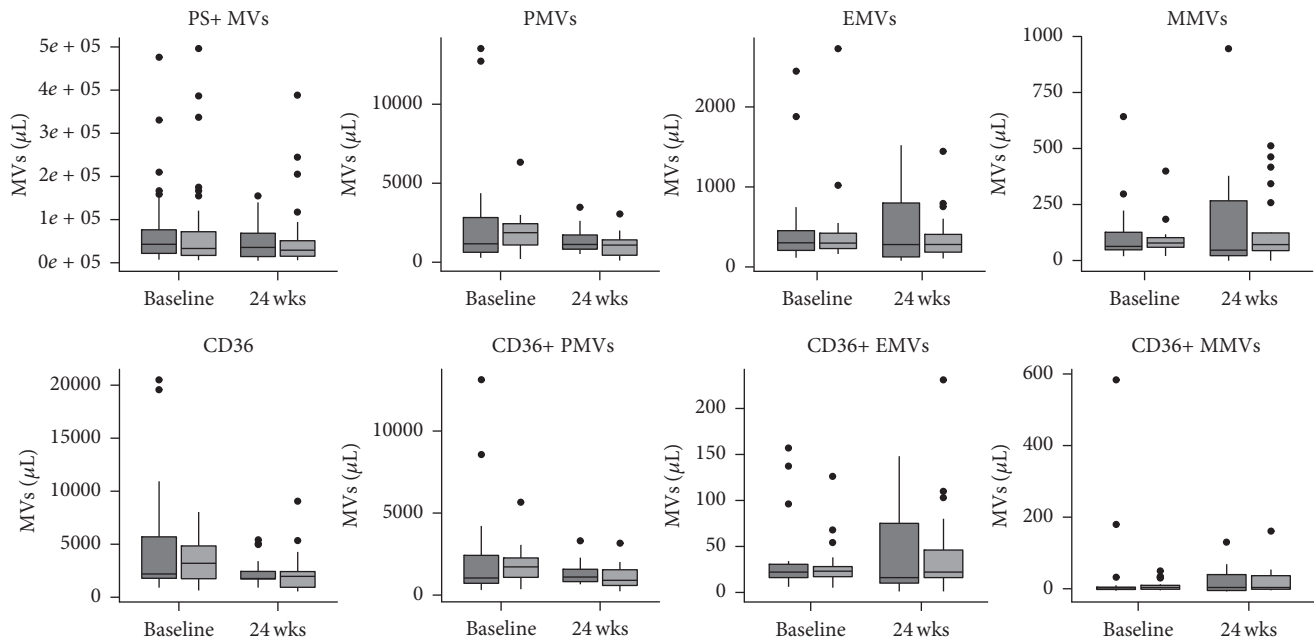 PS+ MVs
MVs (μL)
5e + 05
4e + 05
3e + 05
2e + 05
1e + 05
0e + 05
Baseline
24 wks
PMVs
MVs (μL)
10000
5000
0
Baseline
24 wks
EMVs
MVs (μL)
2000
1000
0
Baseline
24 wks
MMVs
MVs (μL)
1000
750
500
250
0
Baseline
24 wks
CD36
MVs (μL)
20000
15000
10000
5000
0
Baseline
24 wks
CD36+ PMVs
MVs (μL)
10000
5000
0
Baseline
24 wks
CD36+ EMVs
MVs (μL)
200
150
100
50
0
Baseline
24 wks
CD36+ MMVs
MVs (μL)
600
400
200
0
Baseline
24 wks